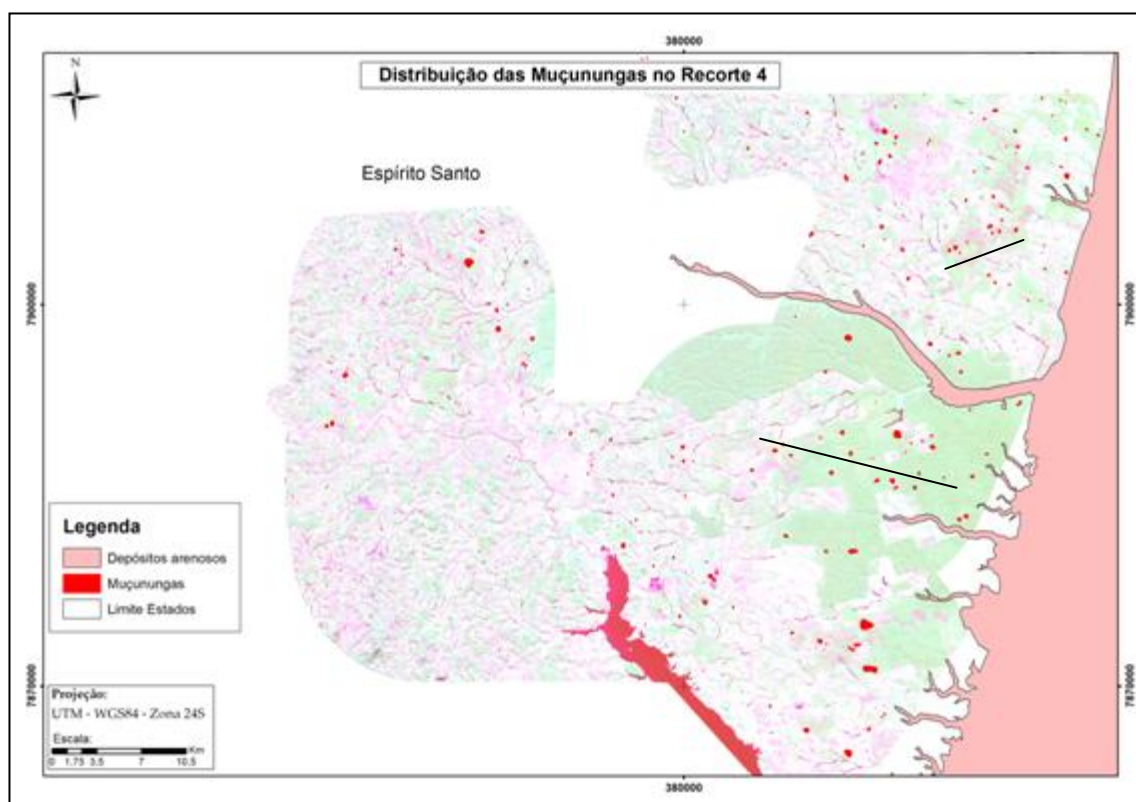 380000
N
Distribuição das Muçunungas no Recorte 4
Espírito Santo
7900000
7900000
Legenda
Depósitos arenosos
Muçunungas
Limite Estados
7870000
7870000
Projeção:
UTM - WGS84 - Zona 24S
Escala:
Km
0 1.75 3.5 7 10.5
380000